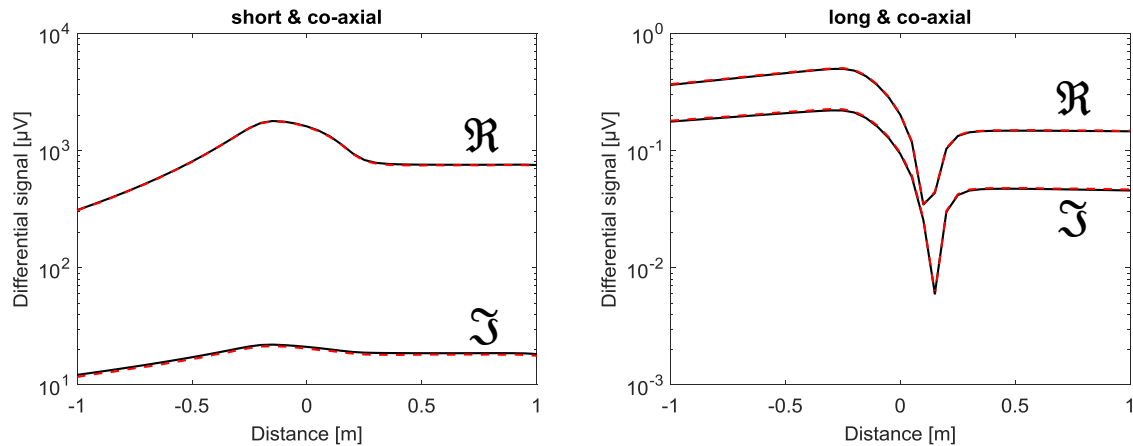 short & co-axial
10⁴
10³
10²
10¹
Differential signal [µV]
ℜ
ℑ
-1 -0.5 0 0.5 1
Distance [m]
long & co-axial
10⁰
10⁻¹
10⁻²
10⁻³
Differential signal [µV]
ℜ
ℑ
-1 -0.5 0 0.5 1
Distance [m]